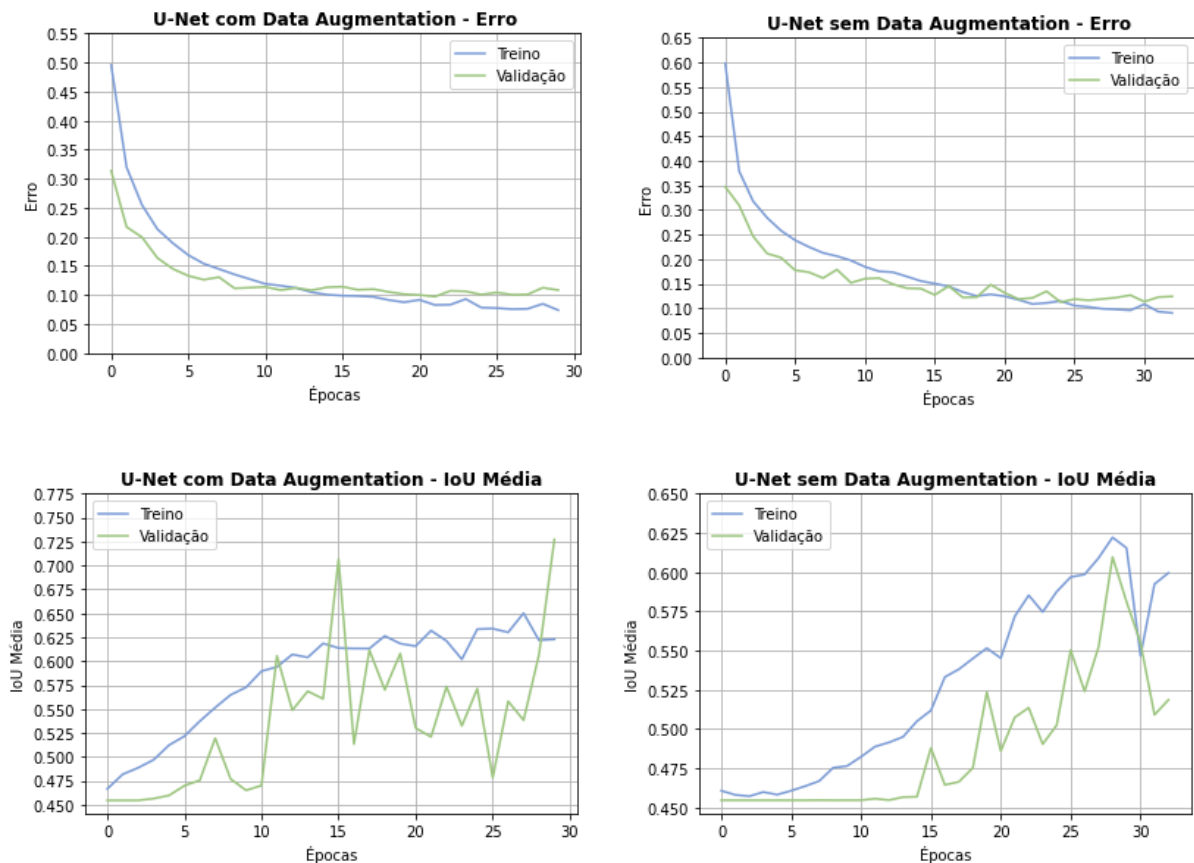 U-Net com Data Augmentation - Erro
0.55
0.50
0.45
0.40
0.35
0.30
0.25
0.20
0.15
0.10
0.05
0.00
Erro
Treino
Validação
0 5 10 15 20 25 30
Épocas
U-Net sem Data Augmentation - Erro
0.65
0.60
0.55
0.50
0.45
0.40
0.35
0.30
0.25
0.20
0.15
0.10
0.05
0.00
Erro
Treino
Validação
0 5 10 15 20 25 30
Épocas
U-Net com Data Augmentation - IoU Média
0.775
0.750
0.725
0.700
0.675
0.650
0.625
0.600
0.575
0.550
0.525
0.500
0.475
0.450
IoU Média
Treino
Validação
0 5 10 15 20 25 30
Épocas
U-Net sem Data Augmentation - IoU Média
0.650
0.625
0.600
0.575
0.550
0.525
0.500
0.475
0.450
IoU Média
Treino
Validação
0 5 10 15 20 25 30
Épocas